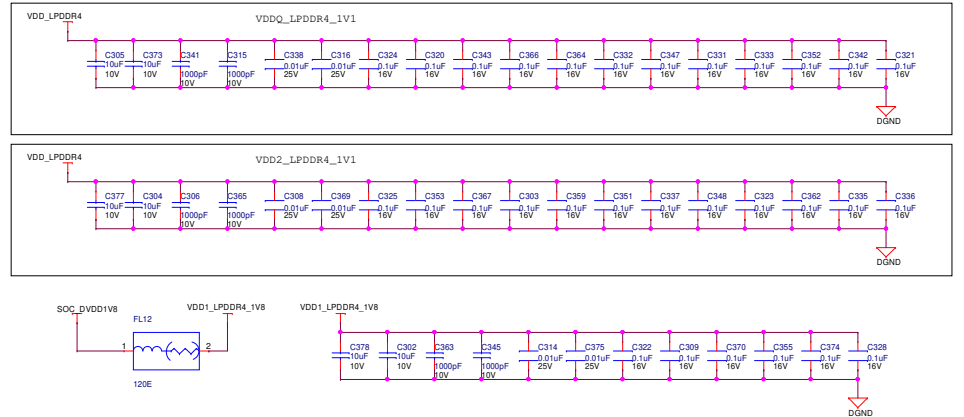 VDD_LPDDR4
VDDQ_LPDDR4_1V1
C305 C373 C341 C315 C338 C316 C324 C320 C343 C366 C364 C332 C347 C331 C333 C352 C342 C321
10uF 10uF 1000pF 1000pF 0.01uF 0.01uF 0.1uF 0.1uF 0.1uF 0.1uF 0.1uF 0.1uF 0.1uF 0.1uF 0.1uF 0.1uF 0.1uF 0.1uF
10V 10V 10V 10V 25V 25V 16V 16V 16V 16V 16V 16V 16V 16V 16V 16V 16V 16V
DGND
VDD_LPDDR4
VDD2_LPDDR4_1V1
C377 C304 C306 C365 C308 C369 C325 C353 C367 C303 C359 C351 C337 C348 C323 C362 C335 C336
10uF 10uF 1000pF 1000pF 0.01uF 0.01uF 0.1uF 0.1uF 0.1uF 0.1uF 0.1uF 0.1uF 0.1uF 0.1uF 0.1uF 0.1uF 0.1uF 0.1uF
10V 10V 10V 10V 25V 25V 16V 16V 16V 16V 16V 16V 16V 16V 16V 16V 16V 16V
DGND
SOC_DVDD1V8 VDD1_LPDDR4_1V8
FL12
1 2
120E
VDD1_LPDDR4_1V8
C378 C302 C363 C345 C314 C375 C322 C309 C370 C355 C374 C328
10uF 10uF 1000pF 1000pF 0.01uF 0.01uF 0.1uF 0.1uF 0.1uF 0.1uF 0.1uF 0.1uF
10V 10V 10V 10V 25V 25V 16V 16V 16V 16V 16V 16V
DGND